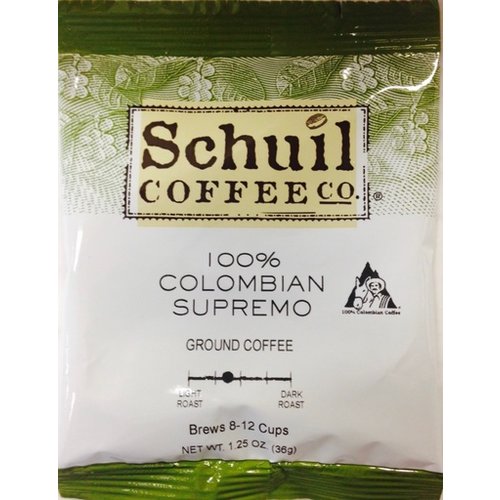 Schuil
COFFEE CO.
®
100%
COLOMBIAN
SUPREMO
100% Colombian Coffee
GROUND COFFEE
LIGHT ROAST
DARK ROAST
Brews 8-12 Cups
NET WT. 1.25 OZ. (36g)